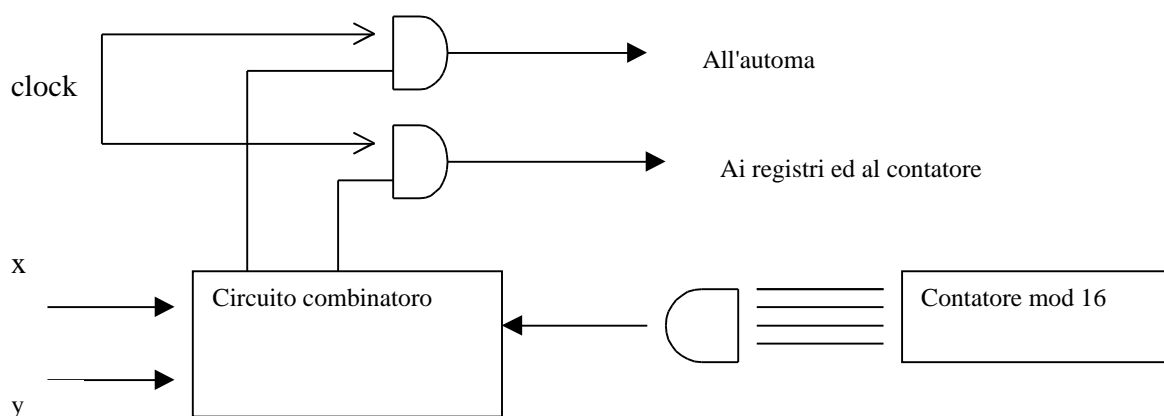 All'automa
clock
Ai registri ed al contatore
x
Circuito combinatoro
Contatore mod 16
y